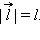 |l⃗| = l.